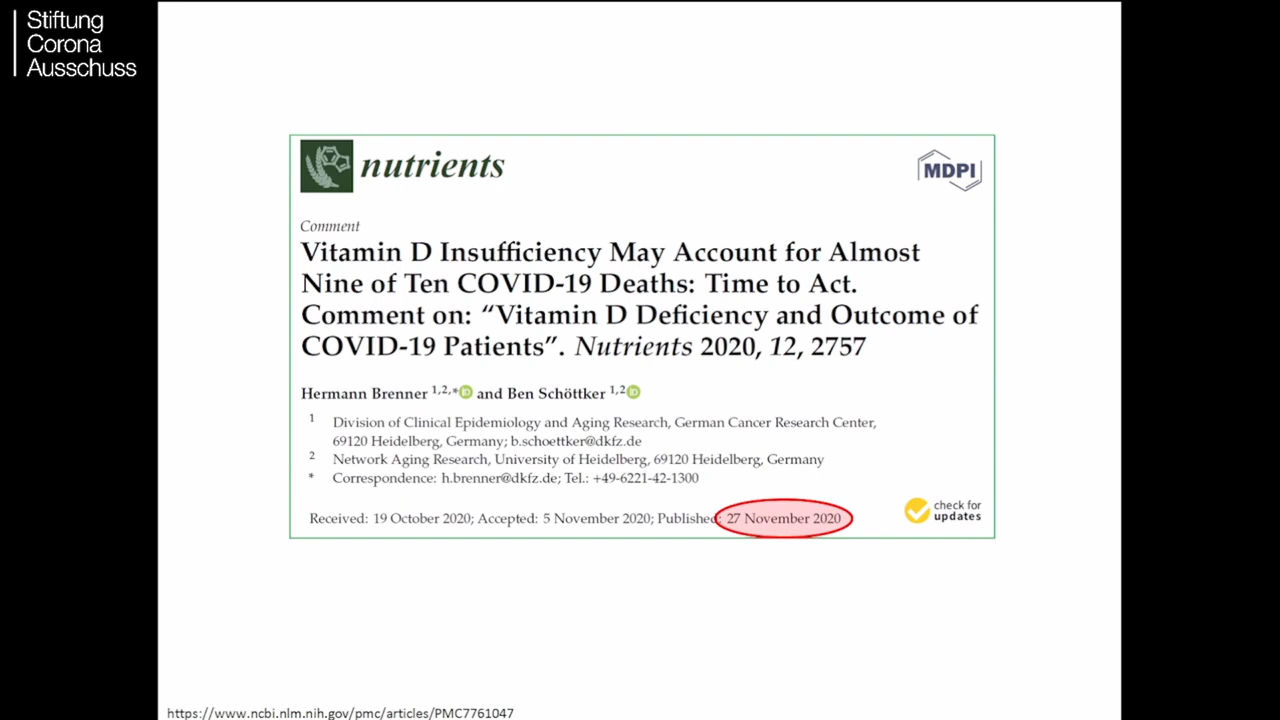 Stiftung
Corona
Ausschuss
nutrients
MDPI
Comment
Vitamin D Insufficiency May Account for Almost
Nine of Ten COVID-19 Deaths: Time to Act.
Comment on: “Vitamin D Deficiency and Outcome of
COVID-19 Patients”. Nutrients 2020, 12, 2757
Hermann Brenner 1,2,* iD and Ben Schöttker 1,2 iD
1 Division of Clinical Epidemiology and Aging Research, German Cancer Research Center,
69120 Heidelberg, Germany; b.schoettker@dkfz.de
2 Network Aging Research, University of Heidelberg, 69120 Heidelberg, Germany
* Correspondence: h.brenner@dkfz.de; Tel.: +49-6221-42-1300
Received: 19 October 2020; Accepted: 5 November 2020; Published: 27 November 2020
check for
updates
https://www.ncbi.nlm.nih.gov/pmc/articles/PMC7761047